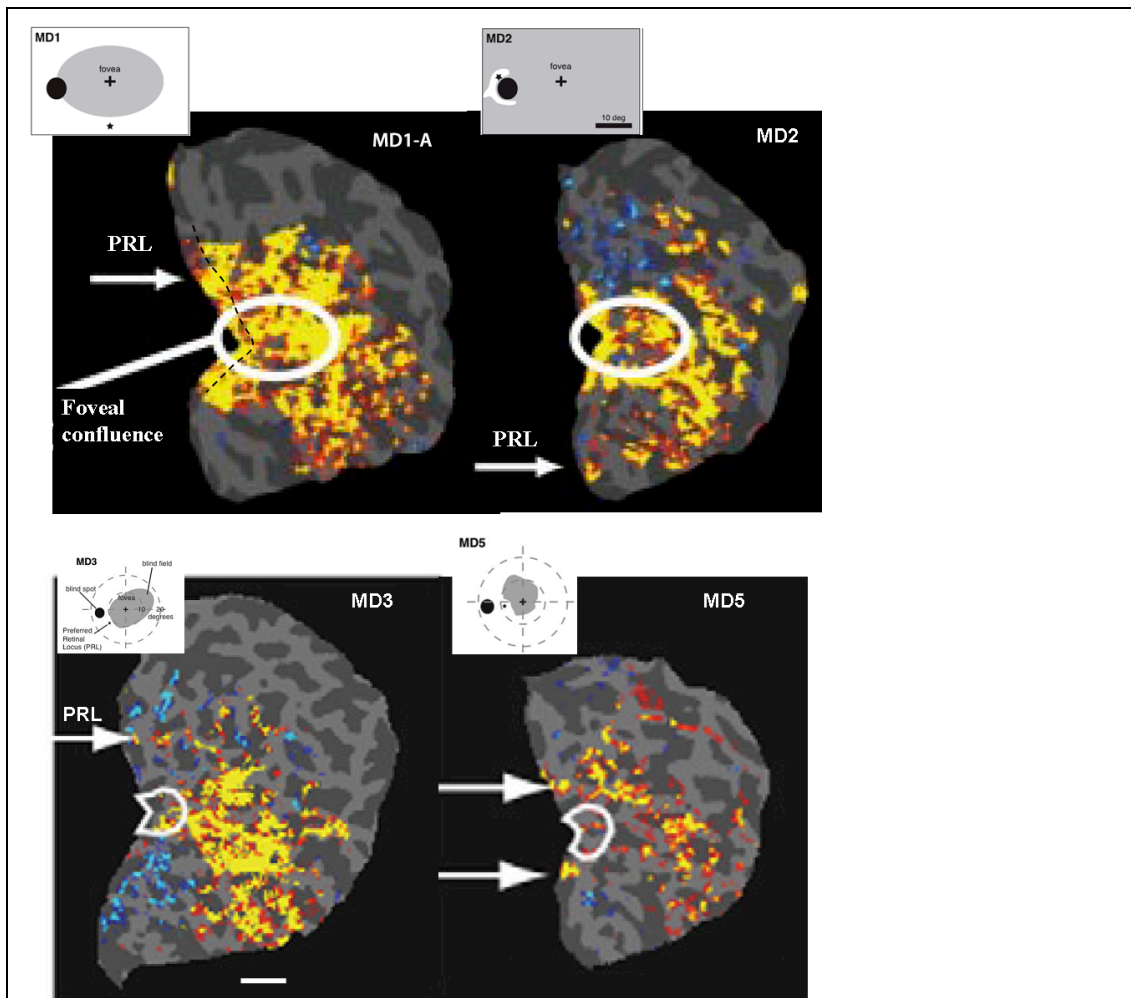 MD1
fovea
MD1-A
PRL
Foveal
confluence
MD2
fovea
10 deg
MD2
PRL
MD3
blind field
blind spot
fovea
10
20
degrees
Preferred
Retinal
Locus (PRL)
MD3
PRL
MD5
MD5